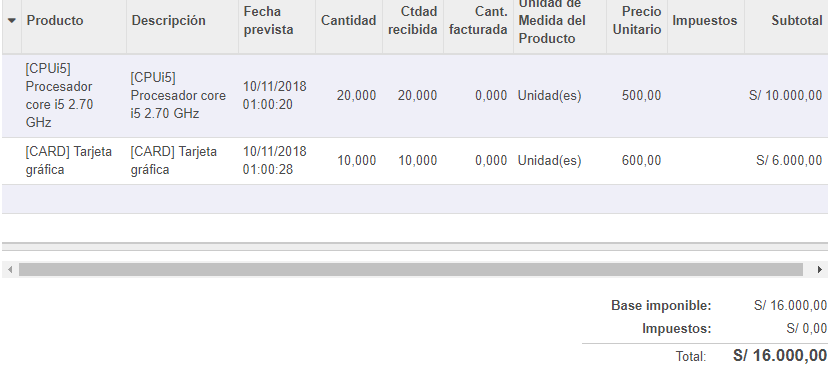 Producto Descripción Fecha prevista Cantidad Ctdad recibida Cant. facturada Unidad de Medida del Producto Precio Unitario Impuestos Subtotal
[CPUi5] Procesador core i5 2.70 GHz [CPUi5] Procesador core i5 2.70 GHz 10/11/2018 01:00:20 20,000 20,000 0,000 Unidad(es) 500,00 S/ 10.000,00
[CARD] Tarjeta gráfica [CARD] Tarjeta gráfica 10/11/2018 01:00:28 10,000 10,000 0,000 Unidad(es) 600,00 S/ 6.000,00
Base imponible: S/ 16.000,00
Impuestos: S/ 0,00
Total: S/ 16.000,00